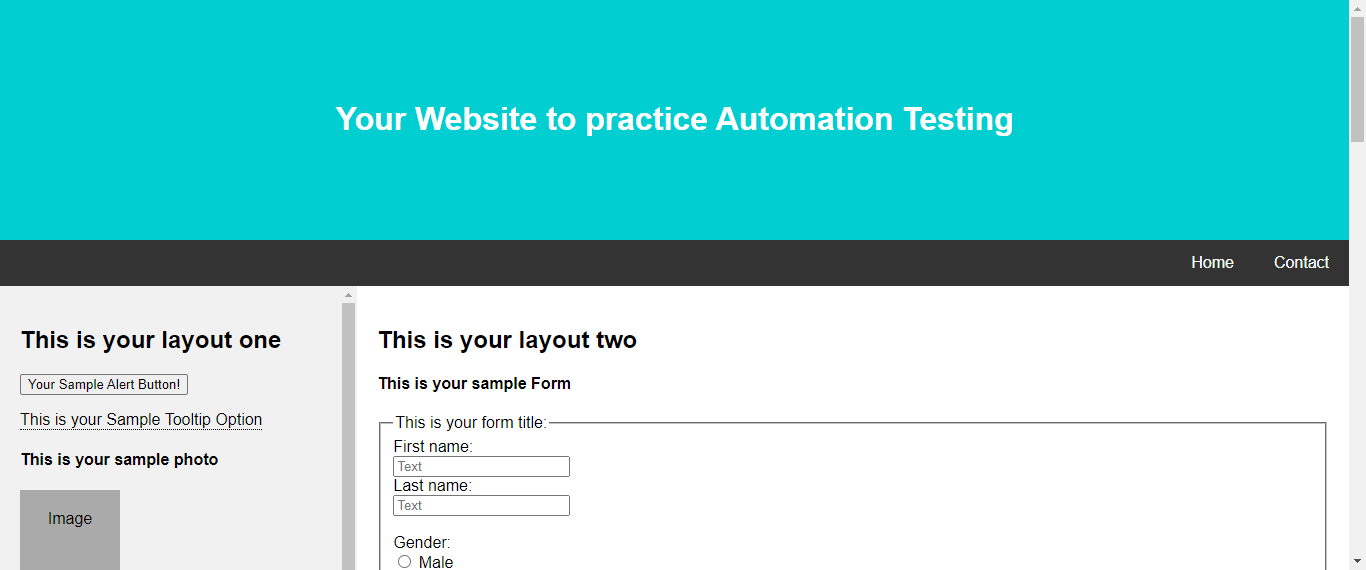 Your Website to practice Automation Testing
Home
Contact
This is your layout one
Your Sample Alert Button!
This is your Sample Tooltip Option
This is your sample photo
Image
This is your layout two
This is your sample Form
This is your form title:
First name:
Text
Last name:
Text
Gender:
Male